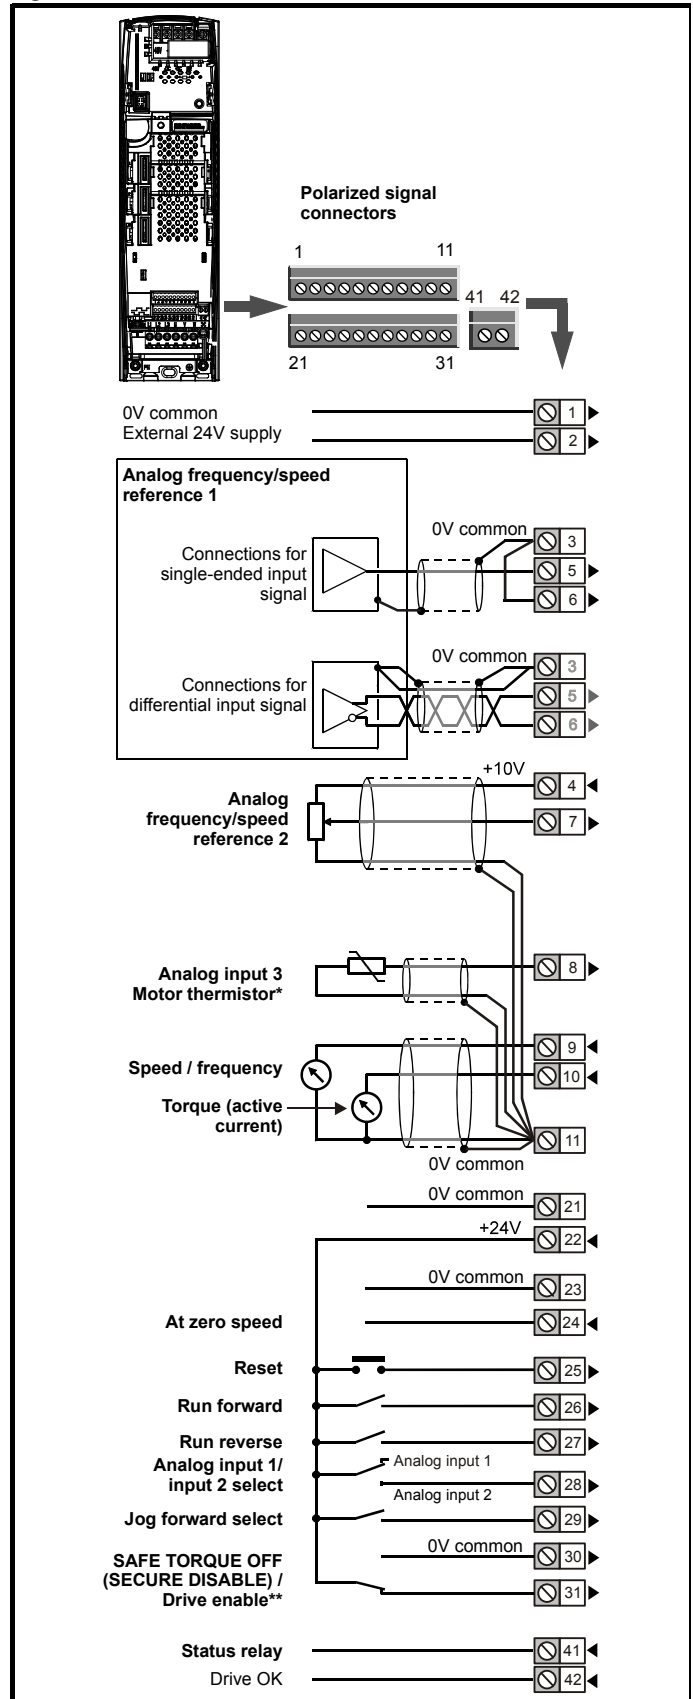 Polarized signal
connectors
1 11
41 42
21 31
0V common 1
External 24V supply 2
Analog frequency/speed
reference 1
0V common 3
Connections for
single-ended input
signal
5
6
0V common 3
Connections for
differential input signal
5
6
+10V 4
Analog
frequency/speed
reference 2
7
8
Analog input 3
Motor thermistor*
9
Speed / frequency
10
Torque (active
current)
11
0V common
0V common 21
+24V 22
0V common 23
At zero speed 24
Reset 25
Run forward 26
Run reverse 27
Analog input 1/
input 2 select
Analog input 1
28
Analog input 2
Jog forward select 29
0V common 30
SAFE TORQUE OFF
(SECURE DISABLE) /
Drive enable**
31
Status relay 41
Drive OK 42